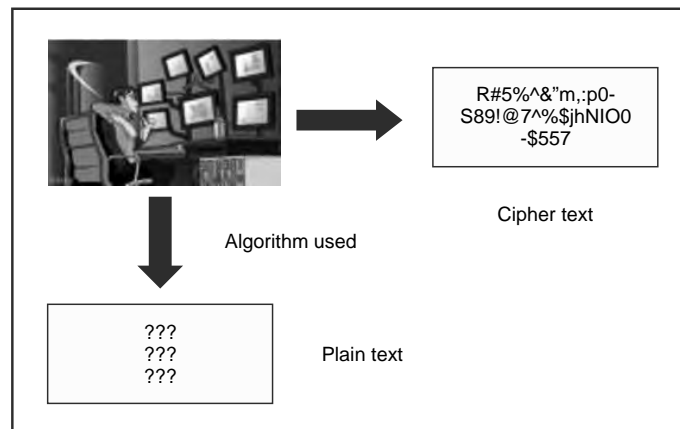 R#5%^&”m,:p0-
S89!@7^%$jhNIO0
-$557
Cipher text
Algorithm used
???
???
???
Plain text